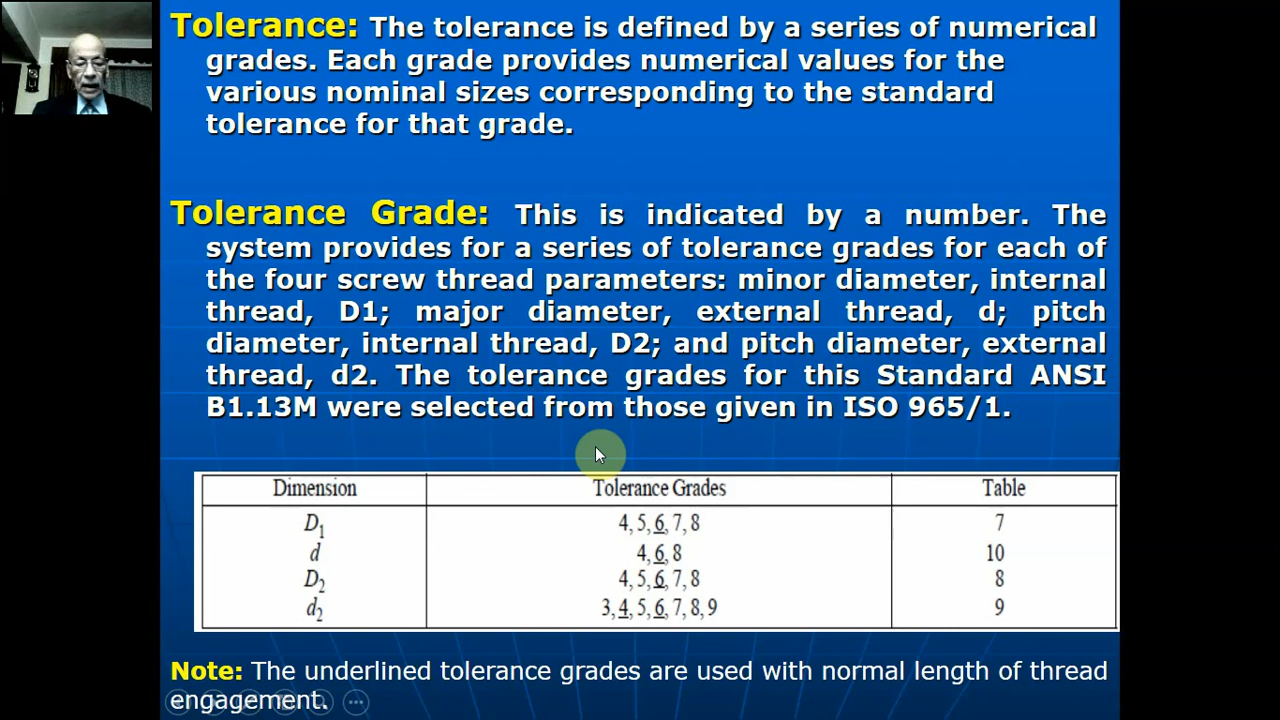 Tolerance: The tolerance is defined by a series of numerical
grades. Each grade provides numerical values for the
various nominal sizes corresponding to the standard
tolerance for that grade.
Tolerance Grade: This is indicated by a number. The
system provides for a series of tolerance grades for each of
the four screw thread parameters: minor diameter, internal
thread, D1; major diameter, external thread, d; pitch
diameter, internal thread, D2; and pitch diameter, external
thread, d2. The tolerance grades for this Standard ANSI
B1.13M were selected from those given in ISO 965/1.
Dimension Tolerance Grades Table
D₁ 4, 5, 6, 7, 8 7
d 4, 6, 8 10
D₂ 4, 5, 6, 7, 8 8
d₂ 3, 4, 5, 6, 7, 8, 9 9
Note: The underlined tolerance grades are used with normal length of thread
engagement.